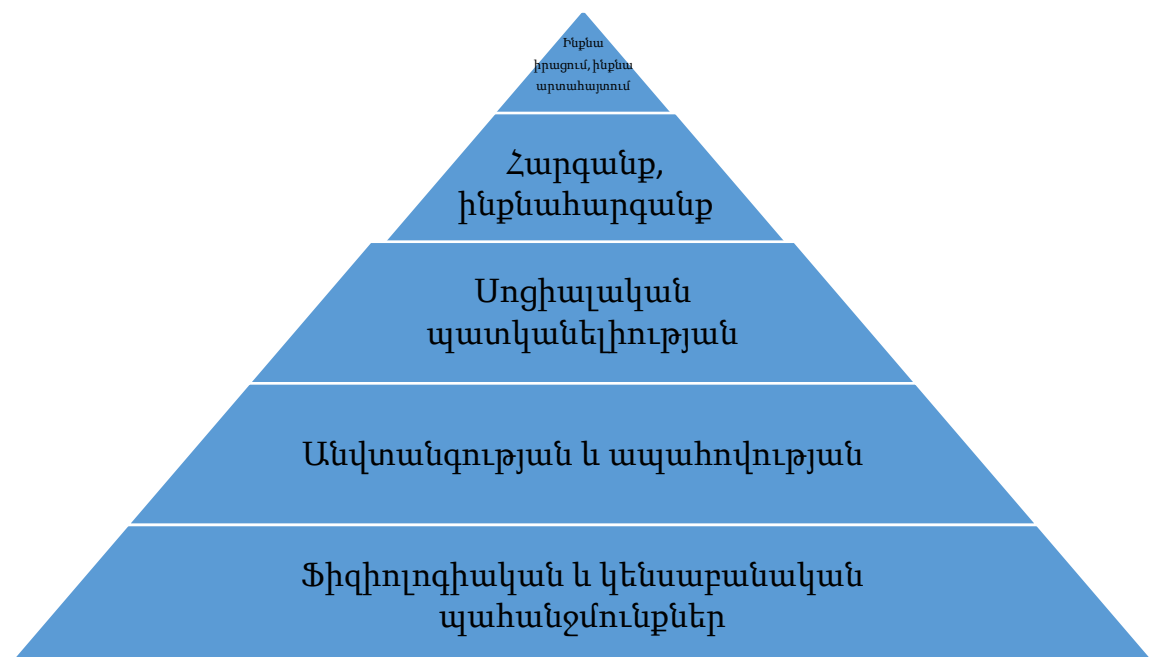 Ինքնա
իրացում, ինքնա
արտահայտում
Հարգանք,
ինքնահարգանք
Սոցիալական
պատկանելիության
Անվտանգության և ապահովության
Ֆիզիոլոգիական և կենսաբանական
պահանջմունքներ